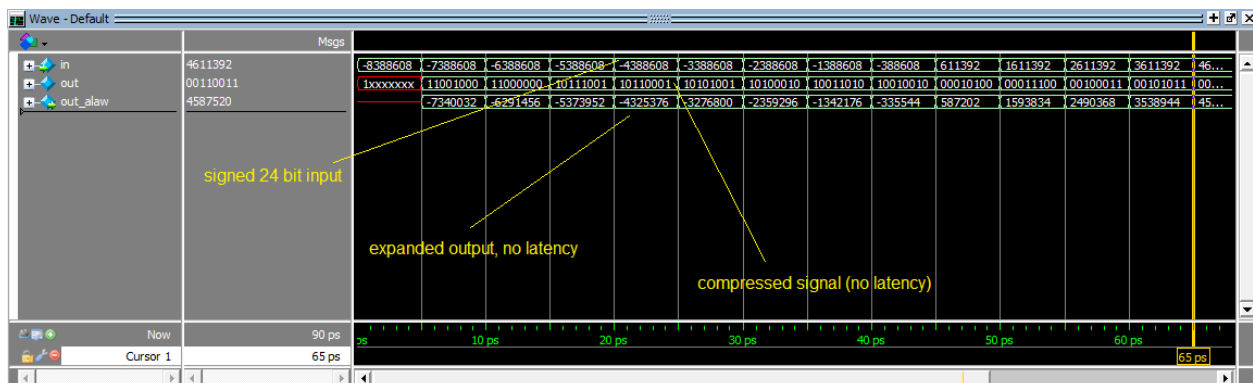 Wave - Default
Msgs
in 4611392 -8388608 -7388608 -6388608 -5388608 -4388608 -3388608 -2388608 -1388608 -388608 611392 1611392 2611392 3611392 46...
out 00110011 1xxxxxxx 11001000 11000000 10111001 10110001 10101001 10100010 10011010 10010010 00010100 00011100 00100011 00101011 00...
out_alaw 4587520 -7340032 -6291456 -5373952 -4325376 -3276800 -2359296 -1342176 -335544 587202 1593834 2490368 3538944 45...
signed 24 bit input
expanded output, no latency
compressed signal (no latency)
Now 90 ps ps 10 ps 20 ps 30 ps 40 ps 50 ps 60 ps
Cursor 1 65 ps 65 ps